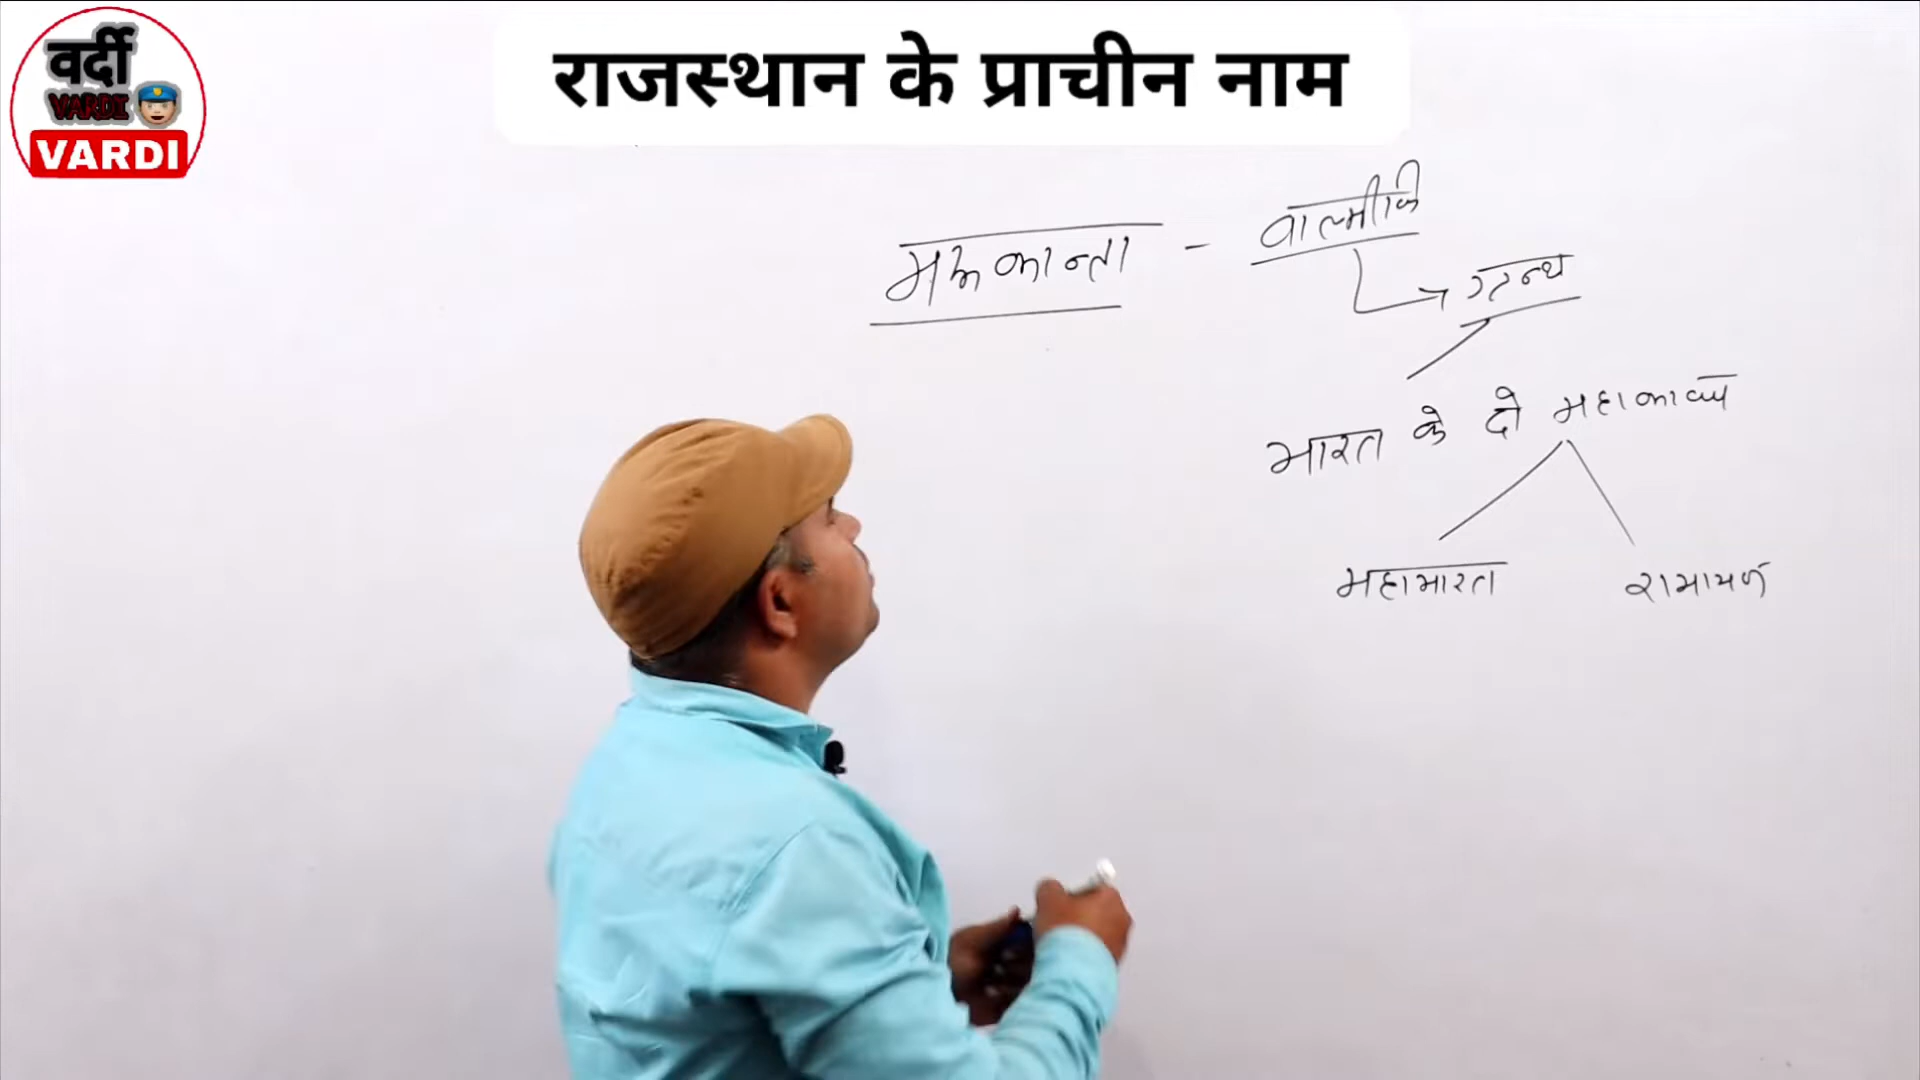 राजस्थान के प्राचीन नाम
वर्दी
VARDI
VARDI
मरुकान्ता - वाल्मीकि
ग्रन्थ
भारत के दो महाकाव्य
महाभारत रामायण